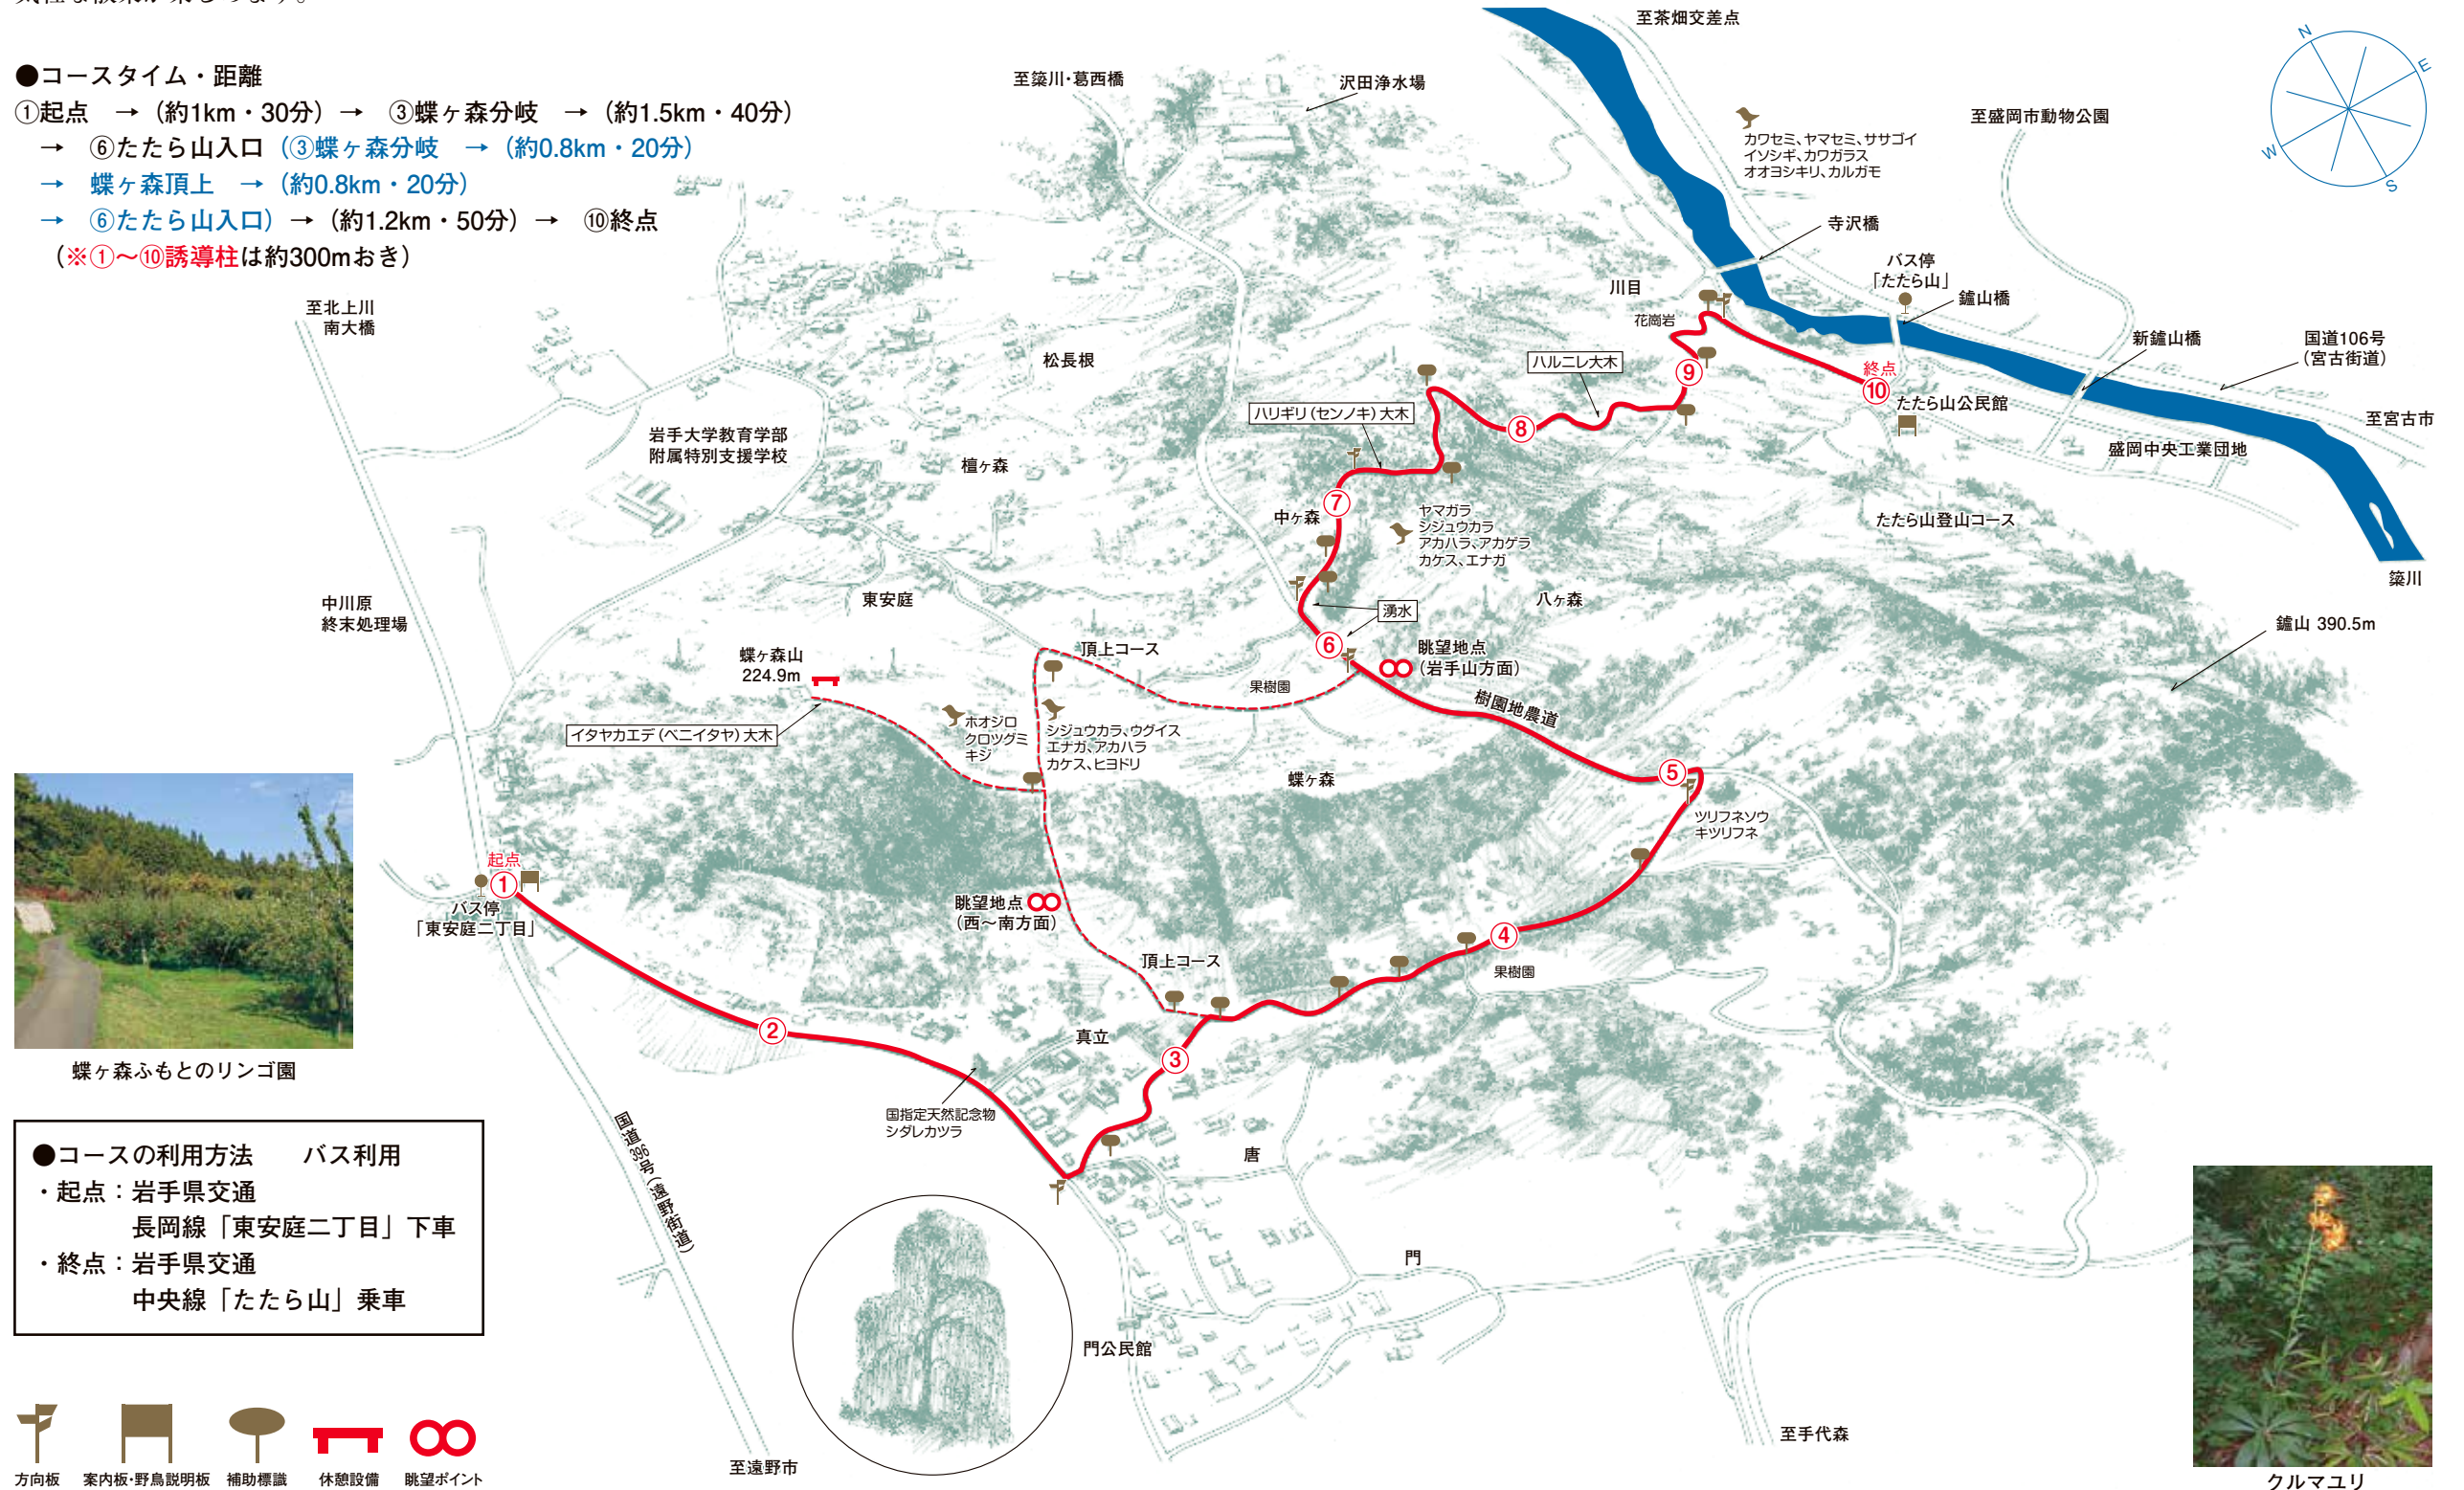 ●コースタイム・距離
①起点 →（約1km・30分）→ ③蝶ヶ森分岐 →（約1.5km・40分）
→ ⑥たたら山入口（③蝶ヶ森分岐 →（約0.8km・20分）
→ 蝶ヶ森頂上 →（約0.8km・20分）
→ ⑥たたら山入口）→（約1.2km・50分）→ ⑩終点
（※①～⑩誘導柱は約300mおき）
至茶畑交差点
至簗川・葛西橋
沢田浄水場
N
E
W
S
カワセミ、ヤマセミ、ササゴイ
イソシギ、カワガラス
オオヨシキリ、カルガモ
至盛岡市動物公園
寺沢橋
バス停
「たたら山」
鑪山橋
新鑪山橋
国道106号
（宮古街道）
至宮古市
川目
花崗岩
至北上川
南大橋
松長根
ハルニレ大木
⑨
終点
⑩
たたら山公民館
ハリギリ（センノキ）大木
⑧
盛岡中央工業団地
岩手大学教育学部
附属特別支援学校
檀ヶ森
⑦
中ヶ森
ヤマガラ
シジュウカラ
アカハラ、アカゲラ
カケス、エナガ
たたら山登山コース
簗川
中川原
終末処理場
東安庭
湧水
八ヶ森
鑪山 390.5m
⑥
眺望地点
（岩手山方面）
頂上コース
蝶ヶ森山
224.9m
果樹園
樹園地農道
イタヤカエデ（ベニイタヤ）大木
ホオジロ
クロツグミ
キジ
シジュウカラ、ウグイス
エナガ、アカハラ
カケス、ヒヨドリ
蝶ヶ森
⑤
ツリフネソウ
キツリフネ
起点
①
バス停
「東安庭二丁目」
眺望地点
（西～南方面）
④
果樹園
頂上コース
②
真立
③
蝶ヶ森ふもとのリンゴ園
国指定天然記念物
シダレカツラ
国道396号（遠野街道）
唐
門
門公民館
●コースの利用方法 バス利用
・起点：岩手県交通
長岡線「東安庭二丁目」下車
・終点：岩手県交通
中央線「たたら山」乗車
至手代森
至遠野市
方向板
案内板・野鳥説明板
補助標識
休憩設備
眺望ポイント
クルマユリ